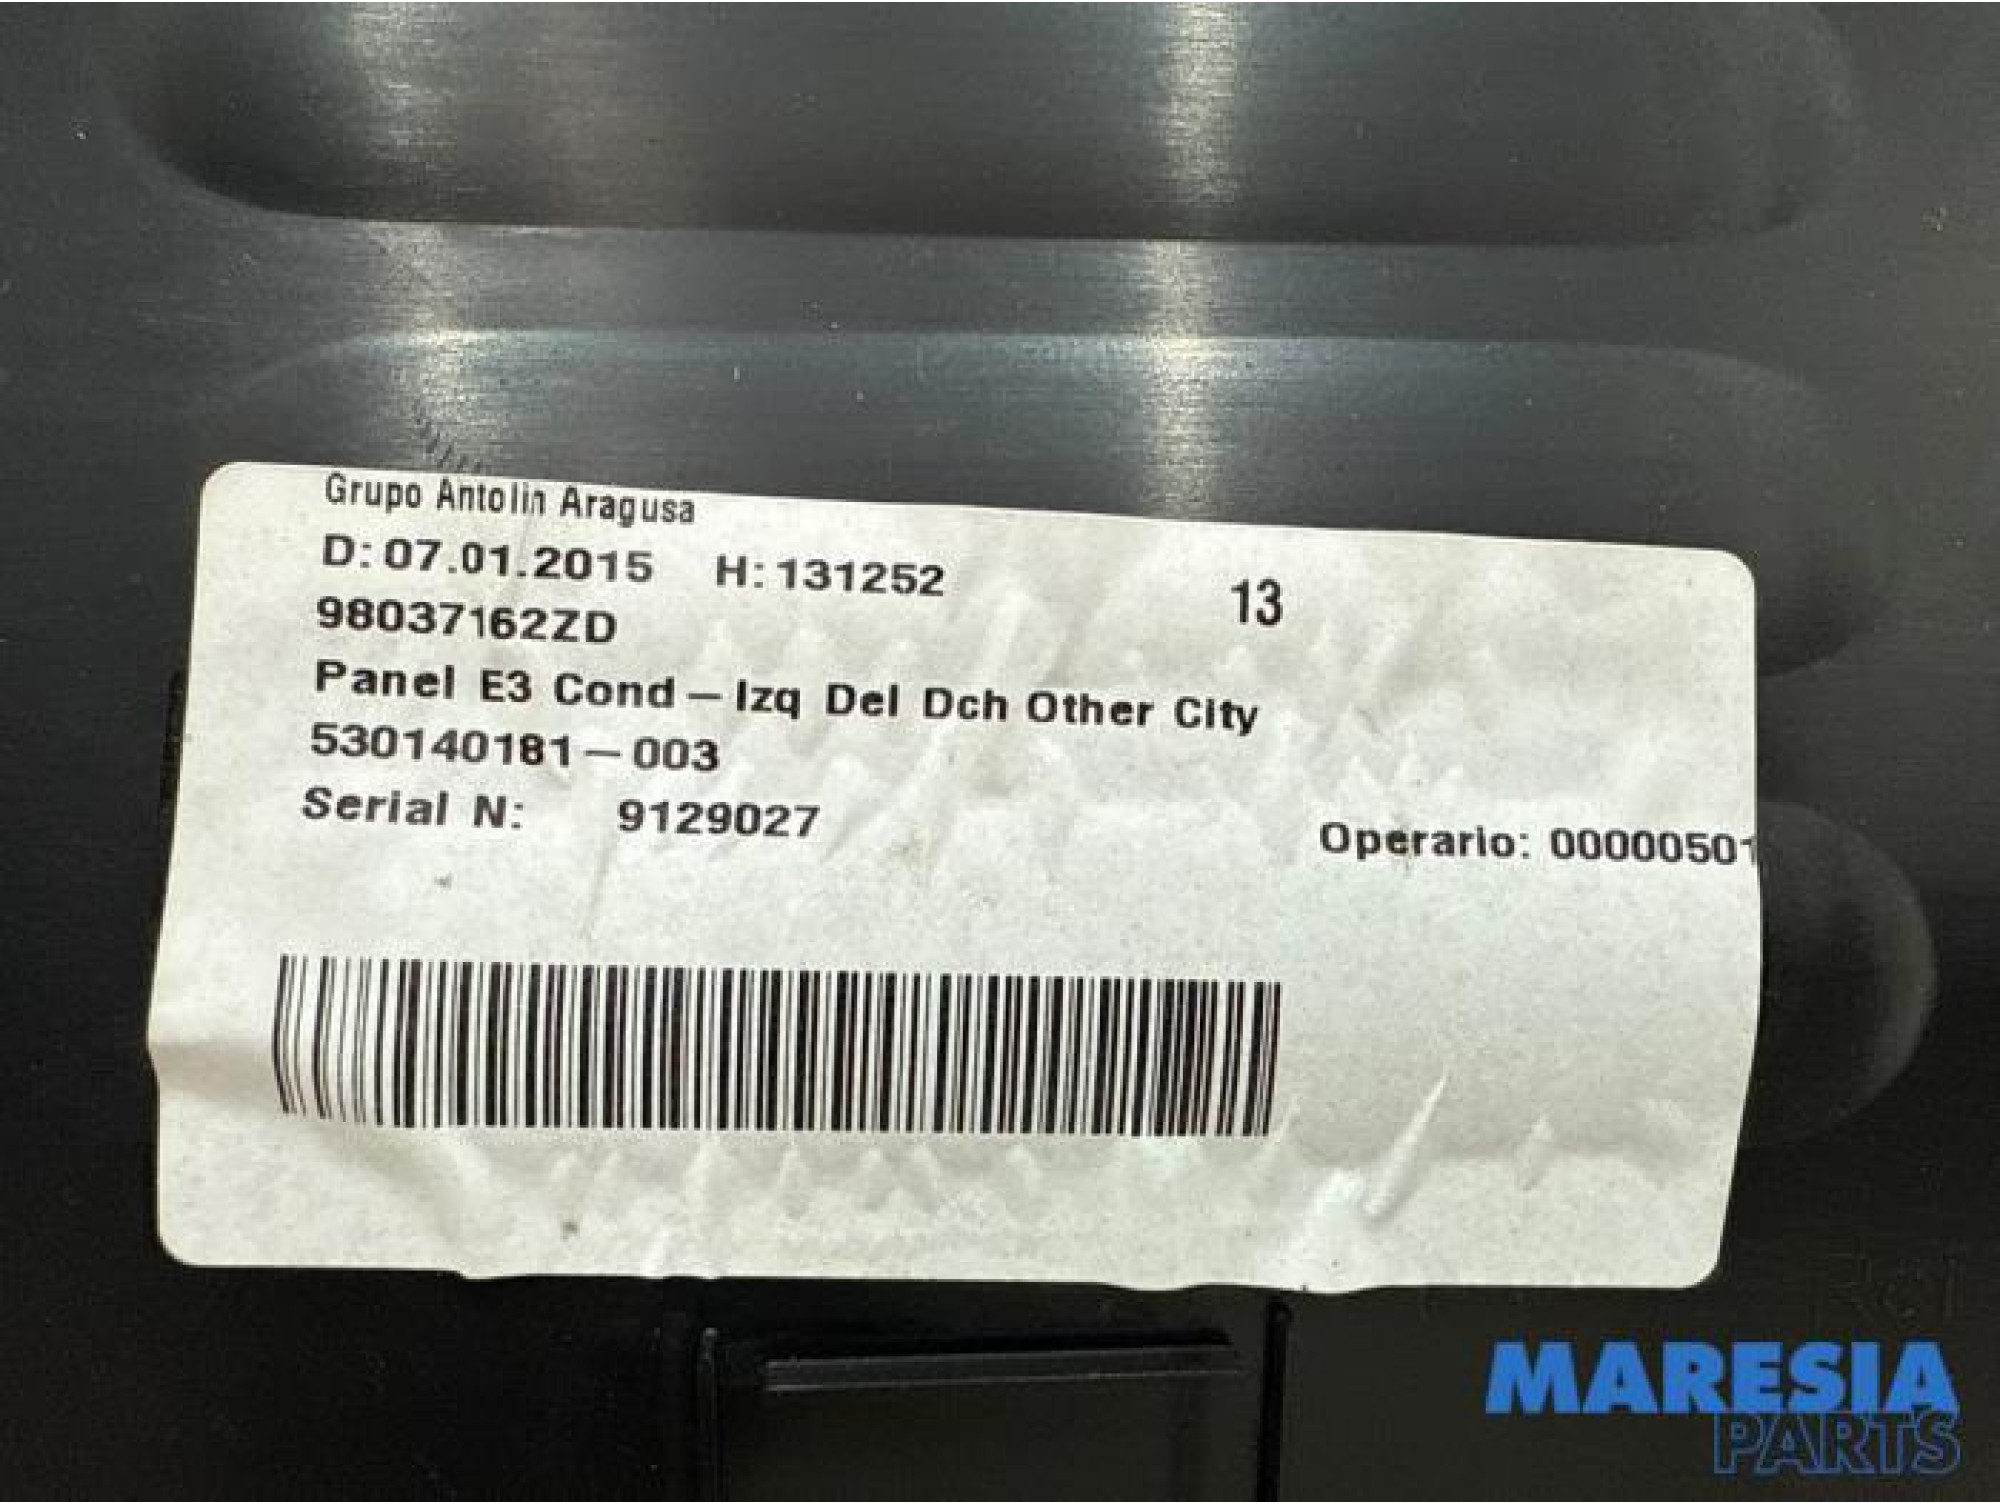 Grupo Antolin Aragusa
D: 07.01.2015 H: 131252 13
98037162ZD
Panel E3 Cond - Izq Del Dch Other City
530140181-003
Serial N: 9129027
Operario: 00000501
MARESIA
PARTS